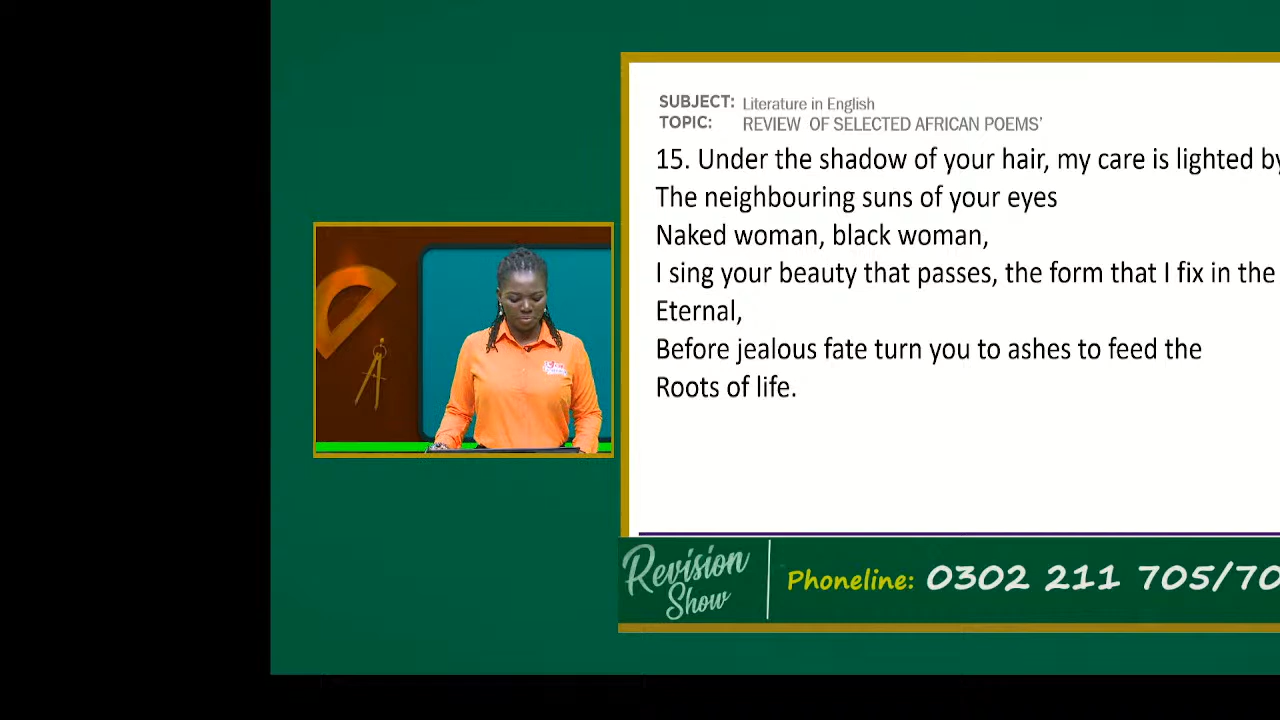 SUBJECT: Literature in English
TOPIC: REVIEW OF SELECTED AFRICAN POEMS'
15. Under the shadow of your hair, my care is lighted by
The neighbouring suns of your eyes
Naked woman, black woman,
I sing your beauty that passes, the form that I fix in the
Eternal,
Before jealous fate turn you to ashes to feed the
Roots of life.
Revision
Show
Phoneline: 0302 211 705/70